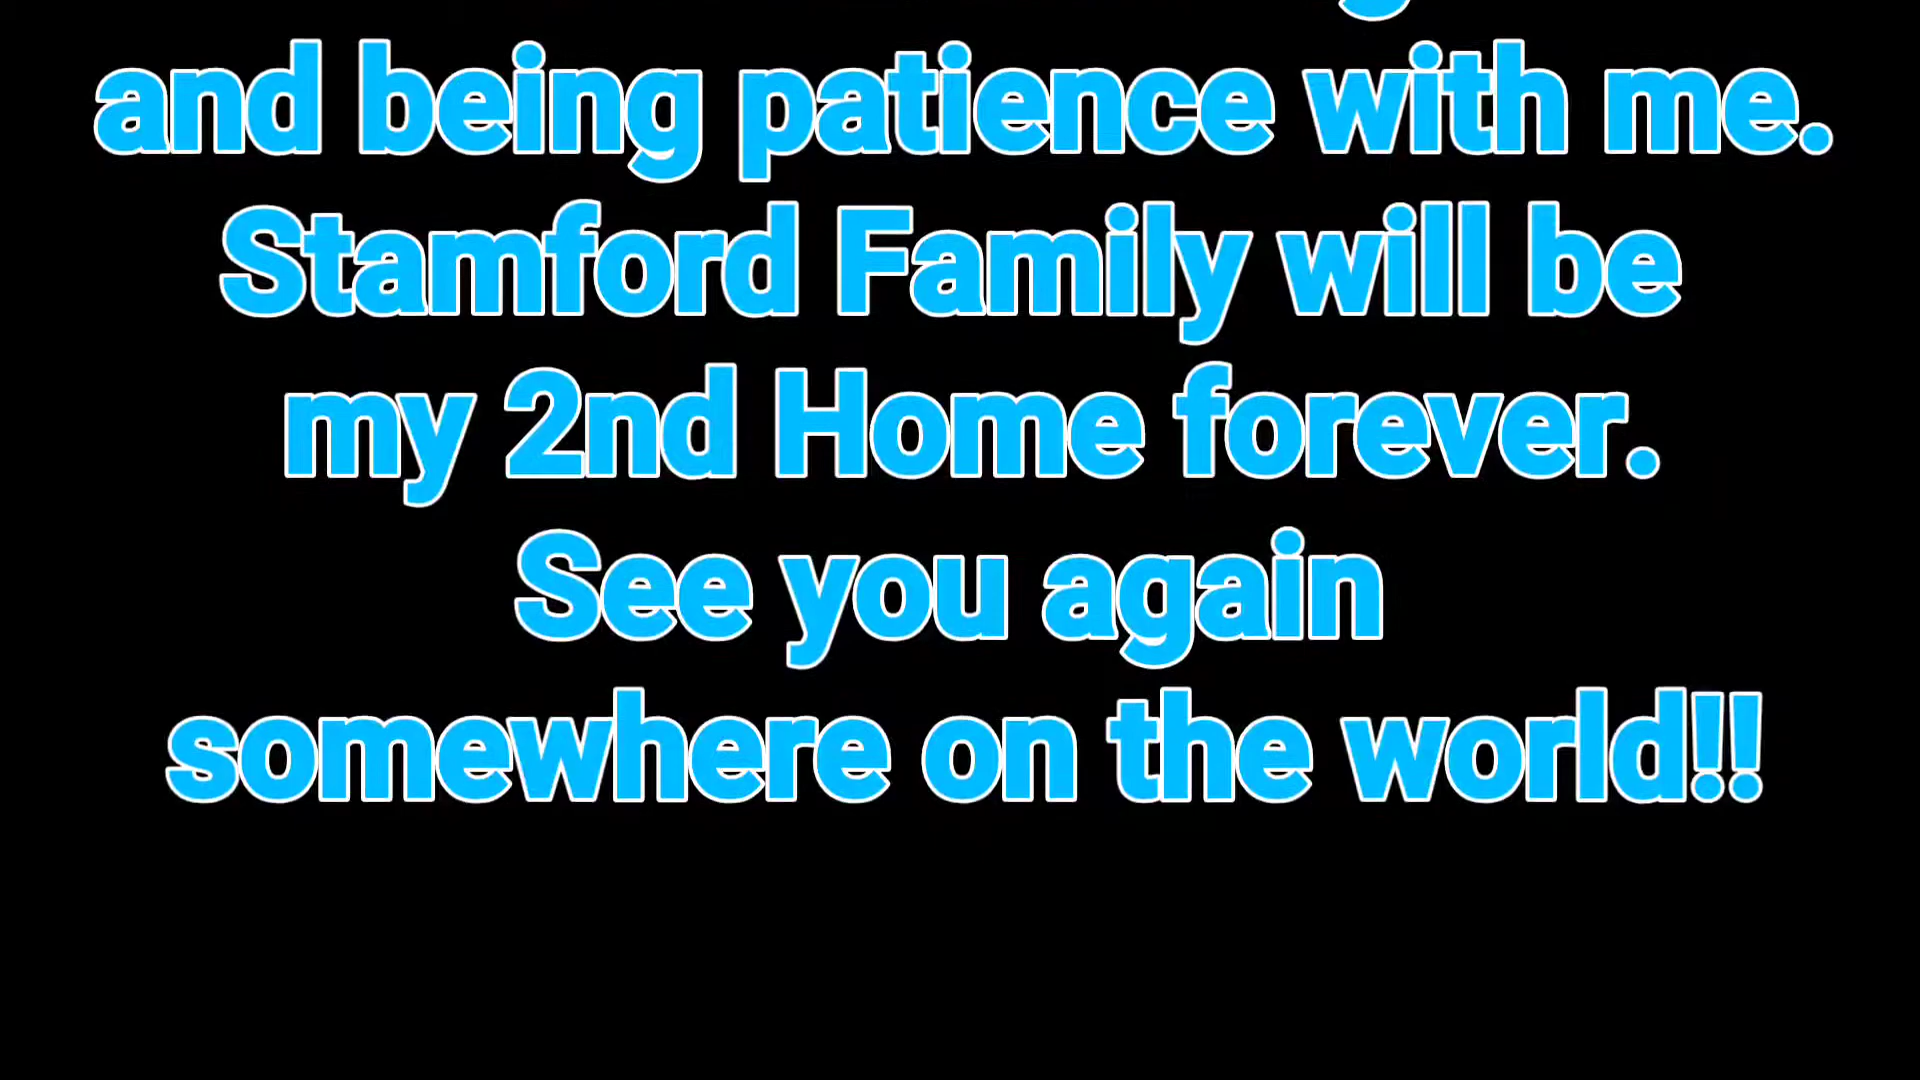 and being patience with me.
Stamford Family will be
my 2nd Home forever.
See you again
somewhere on the world!!